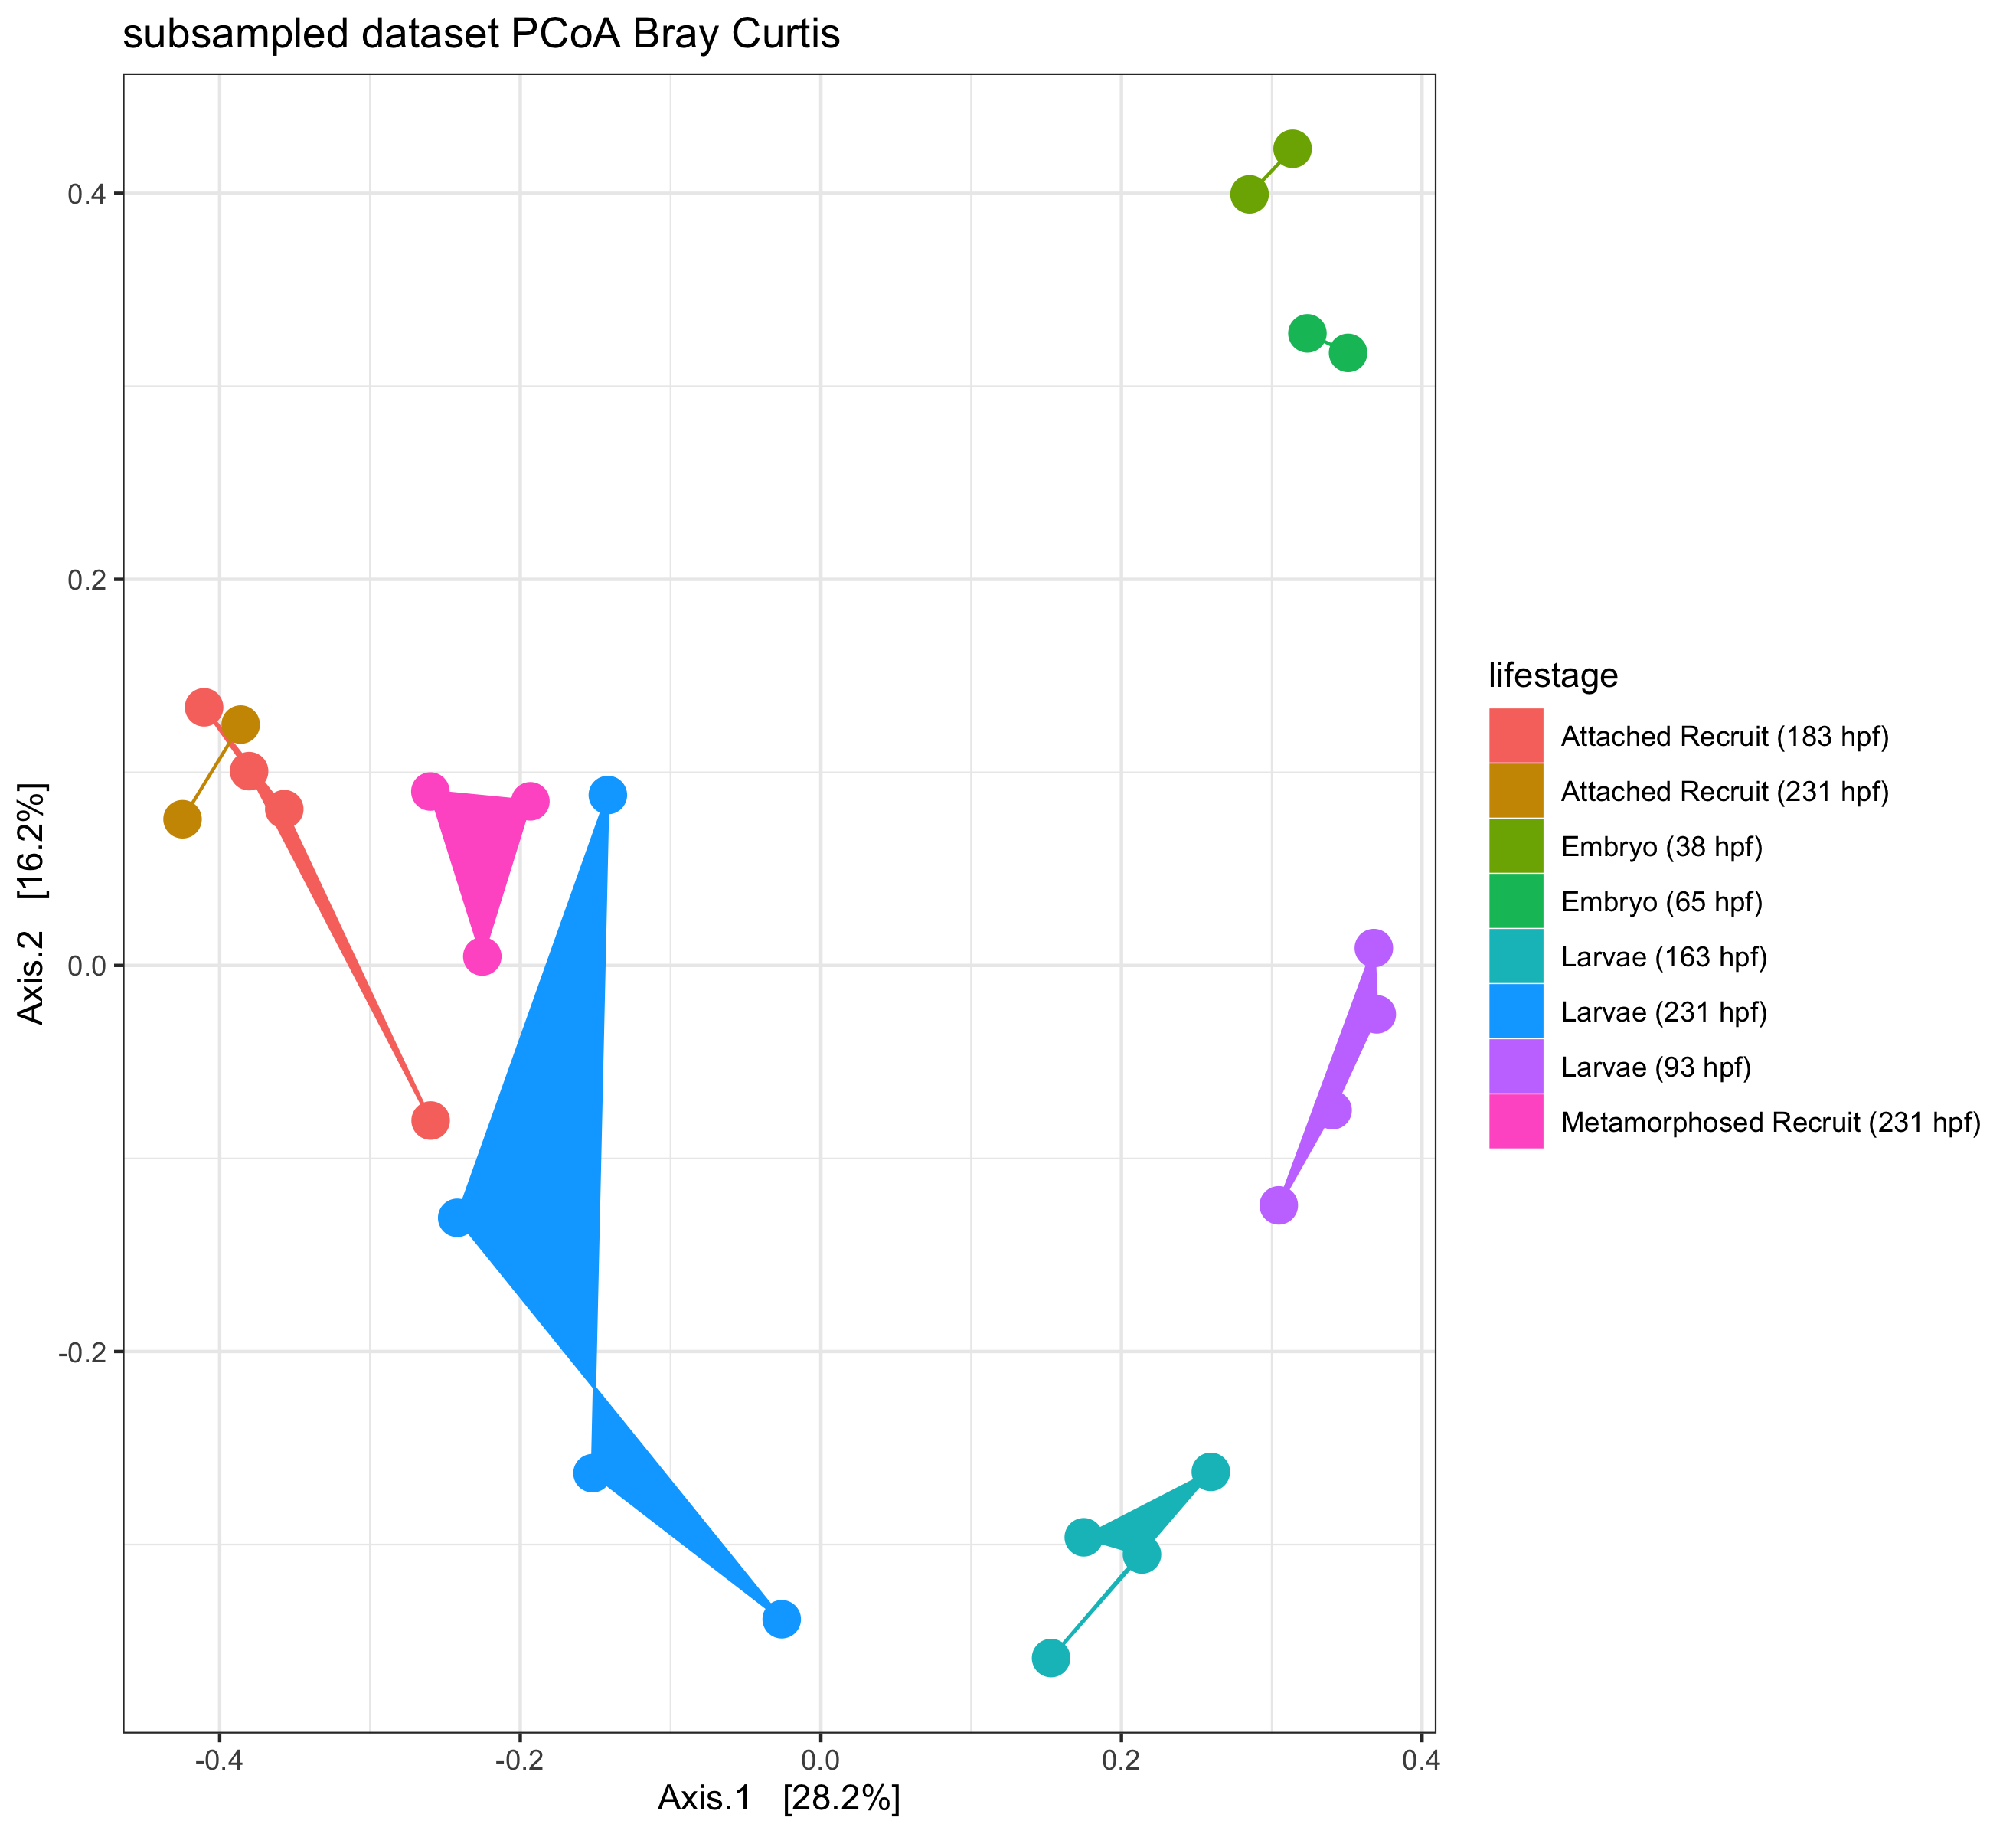 subsampled dataset PCoA Bray Curtis
0.4
0.2
0.0
-0.2
Axis.2 [16.2%]
-0.4
-0.2
0.0
0.2
0.4
Axis.1 [28.2%]
lifestage
Attached Recruit (183 hpf)
Attached Recruit (231 hpf)
Embryo (38 hpf)
Embryo (65 hpf)
Larvae (163 hpf)
Larvae (231 hpf)
Larvae (93 hpf)
Metamorphosed Recruit (231 hpf)